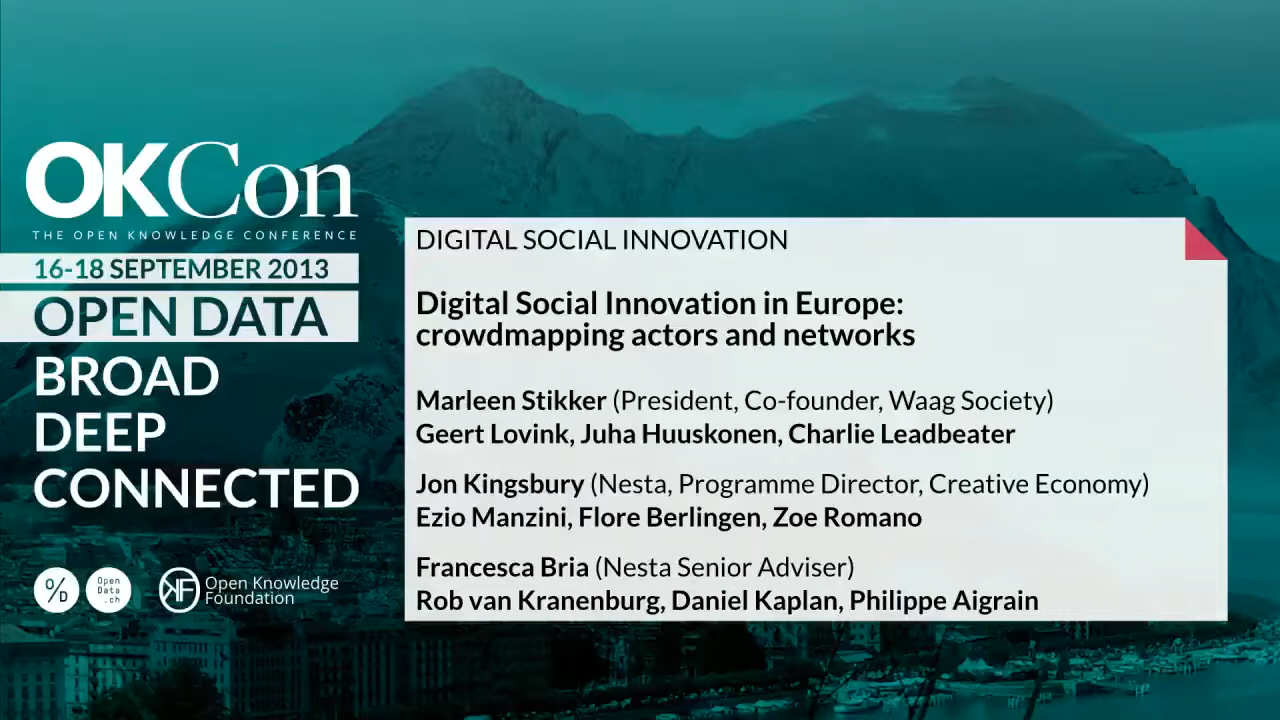 OKCon
THE OPEN KNOWLEDGE CONFERENCE
16-18 SEPTEMBER 2013
OPEN DATA
BROAD
DEEP
CONNECTED
O/D
Open
Data
.ch
KF
Open Knowledge
Foundation
DIGITAL SOCIAL INNOVATION
Digital Social Innovation in Europe:
crowdmapping actors and networks
Marleen Stikker (President, Co-founder, Waag Society)
Geert Lovink, Juha Huuskonen, Charlie Leadbeater
Jon Kingsbury (Nesta, Programme Director, Creative Economy)
Ezio Manzini, Flore Berlingen, Zoe Romano
Francesca Bria (Nesta Senior Adviser)
Rob van Kranenburg, Daniel Kaplan, Philippe Aigrain